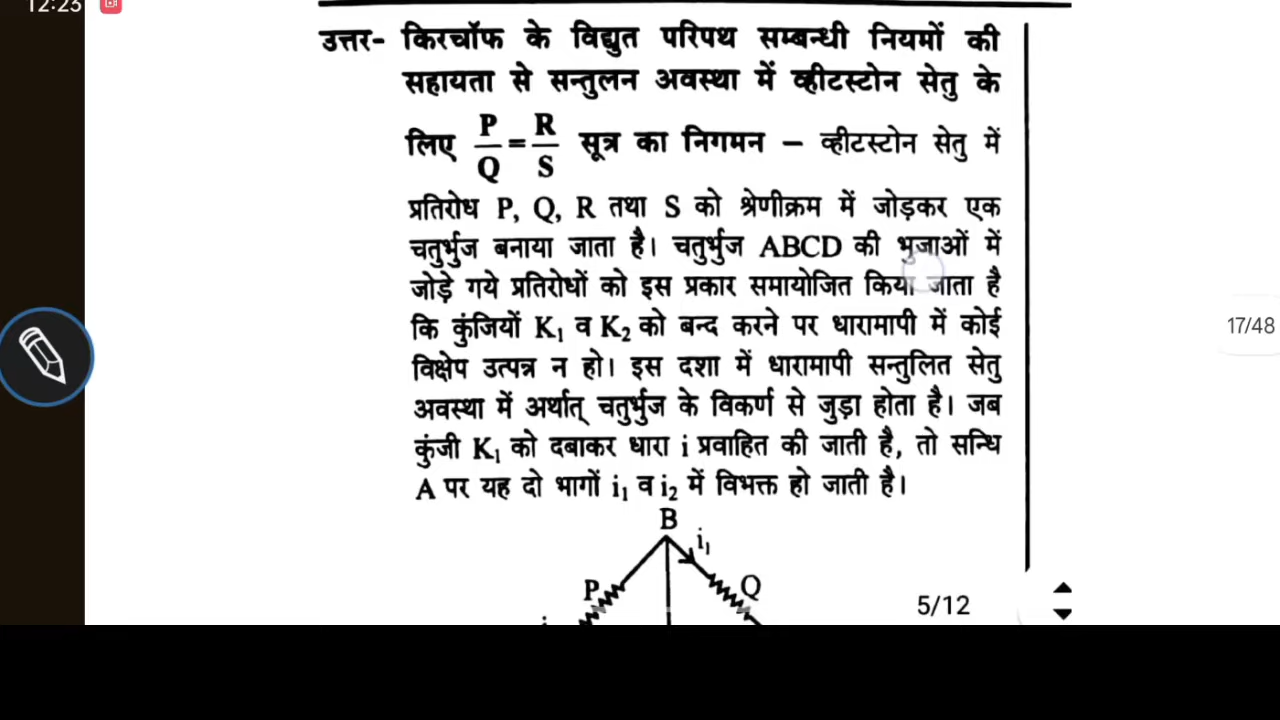 12:23
उत्तर- किरचॉफ के विद्युत परिपथ सम्बन्धी नियमों की
सहायता से सन्तुलन अवस्था में व्हीटस्टोन सेतु के
लिए P/Q = R/S सूत्र का निगमन – व्हीटस्टोन सेतु में
प्रतिरोध P, Q, R तथा S को श्रेणीक्रम में जोड़कर एक
चतुर्भुज बनाया जाता है। चतुर्भुज ABCD की भुजाओं में
जोड़े गये प्रतिरोधों को इस प्रकार समायोजित किया जाता है
कि कुंजियों K₁ व K₂ को बन्द करने पर धारामापी में कोई
विक्षेप उत्पन्न न हो। इस दशा में धारामापी सन्तुलित सेतु
अवस्था में अर्थात् चतुर्भुज के विकर्ण से जुड़ा होता है। जब
कुंजी K₁ को दबाकर धारा i प्रवाहित की जाती है, तो सन्धि
A पर यह दो भागों i₁ व i₂ में विभक्त हो जाती है।
B
i₁
P
Q
17/48
5/12